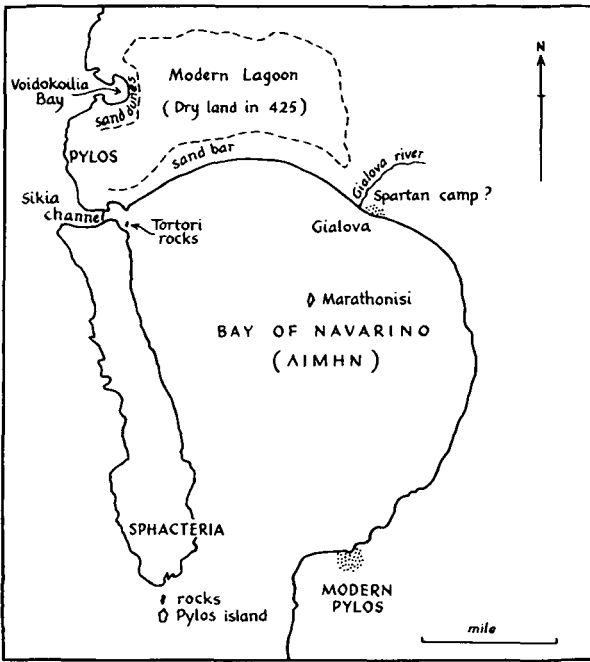 N
Voidokoilia
Bay
sand dunes
Modern Lagoon
(Dry land in 425)
PYLOS
sand bar
Gialova river
Spartan camp ?
Sikia
channel
Tortori
rocks
Gialova
Marathonisi
BAY OF NAVARINO
(ΛΙΜΗΝ)
SPHACTERIA
rocks
Pylos island
MODERN
PYLOS
mile